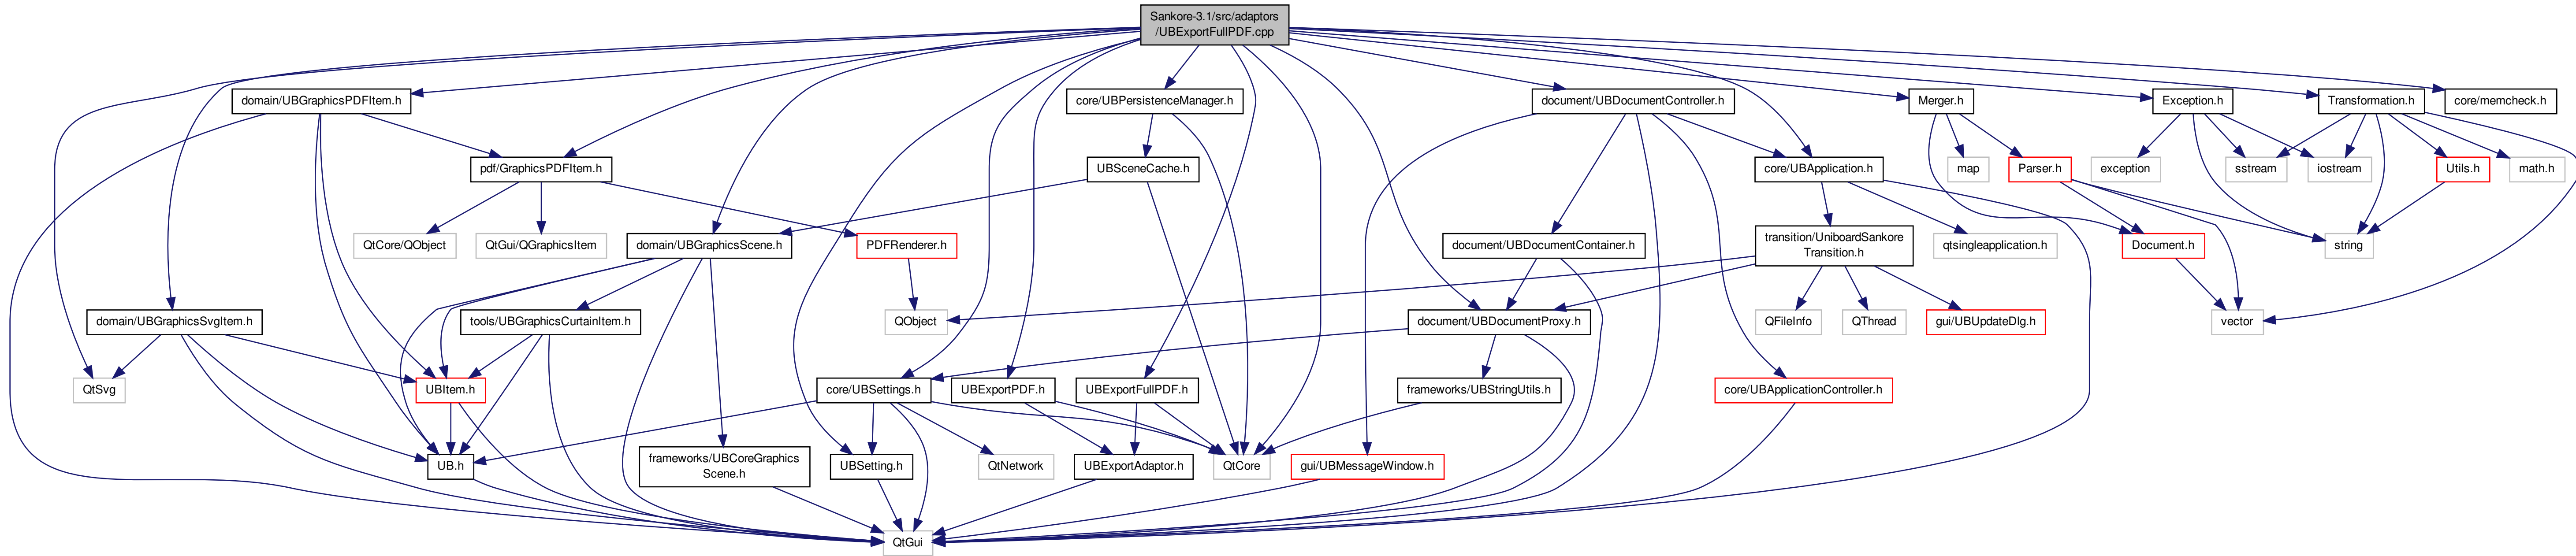 Sankore-3.1/src/adaptors
/UBExportFullPDF.cpp
domain/UBGraphicsPDFItem.h
core/UBPersistenceManager.h
document/UBDocumentController.h
Merger.h
Exception.h
Transformation.h
core/memcheck.h
pdf/GraphicsPDFItem.h
UBSceneCache.h
core/UBApplication.h
map
Parser.h
exception
sstream
iostream
Utils.h
math.h
QtCore/QObject
QtGui/QGraphicsItem
domain/UBGraphicsScene.h
PDFRenderer.h
document/UBDocumentContainer.h
transition/UniboardSankore
Transition.h
qtsingleapplication.h
Document.h
string
domain/UBGraphicsSvgItem.h
tools/UBGraphicsCurtainItem.h
QObject
document/UBDocumentProxy.h
QFileInfo
QThread
gui/UBUpdateDlg.h
vector
QtSvg
UBItem.h
core/UBSettings.h
UBExportPDF.h
UBExportFullPDF.h
frameworks/UBStringUtils.h
core/UBApplicationController.h
UB.h
frameworks/UBCoreGraphics
Scene.h
UBSetting.h
QtNetwork
UBExportAdaptor.h
QtCore
gui/UBMessageWindow.h
QtGui